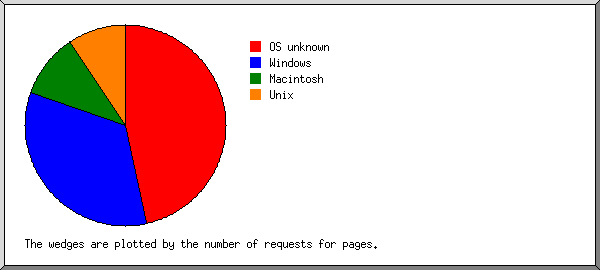 OS unknown
Windows
Macintosh
Unix
The wedges are plotted by the number of requests for pages.